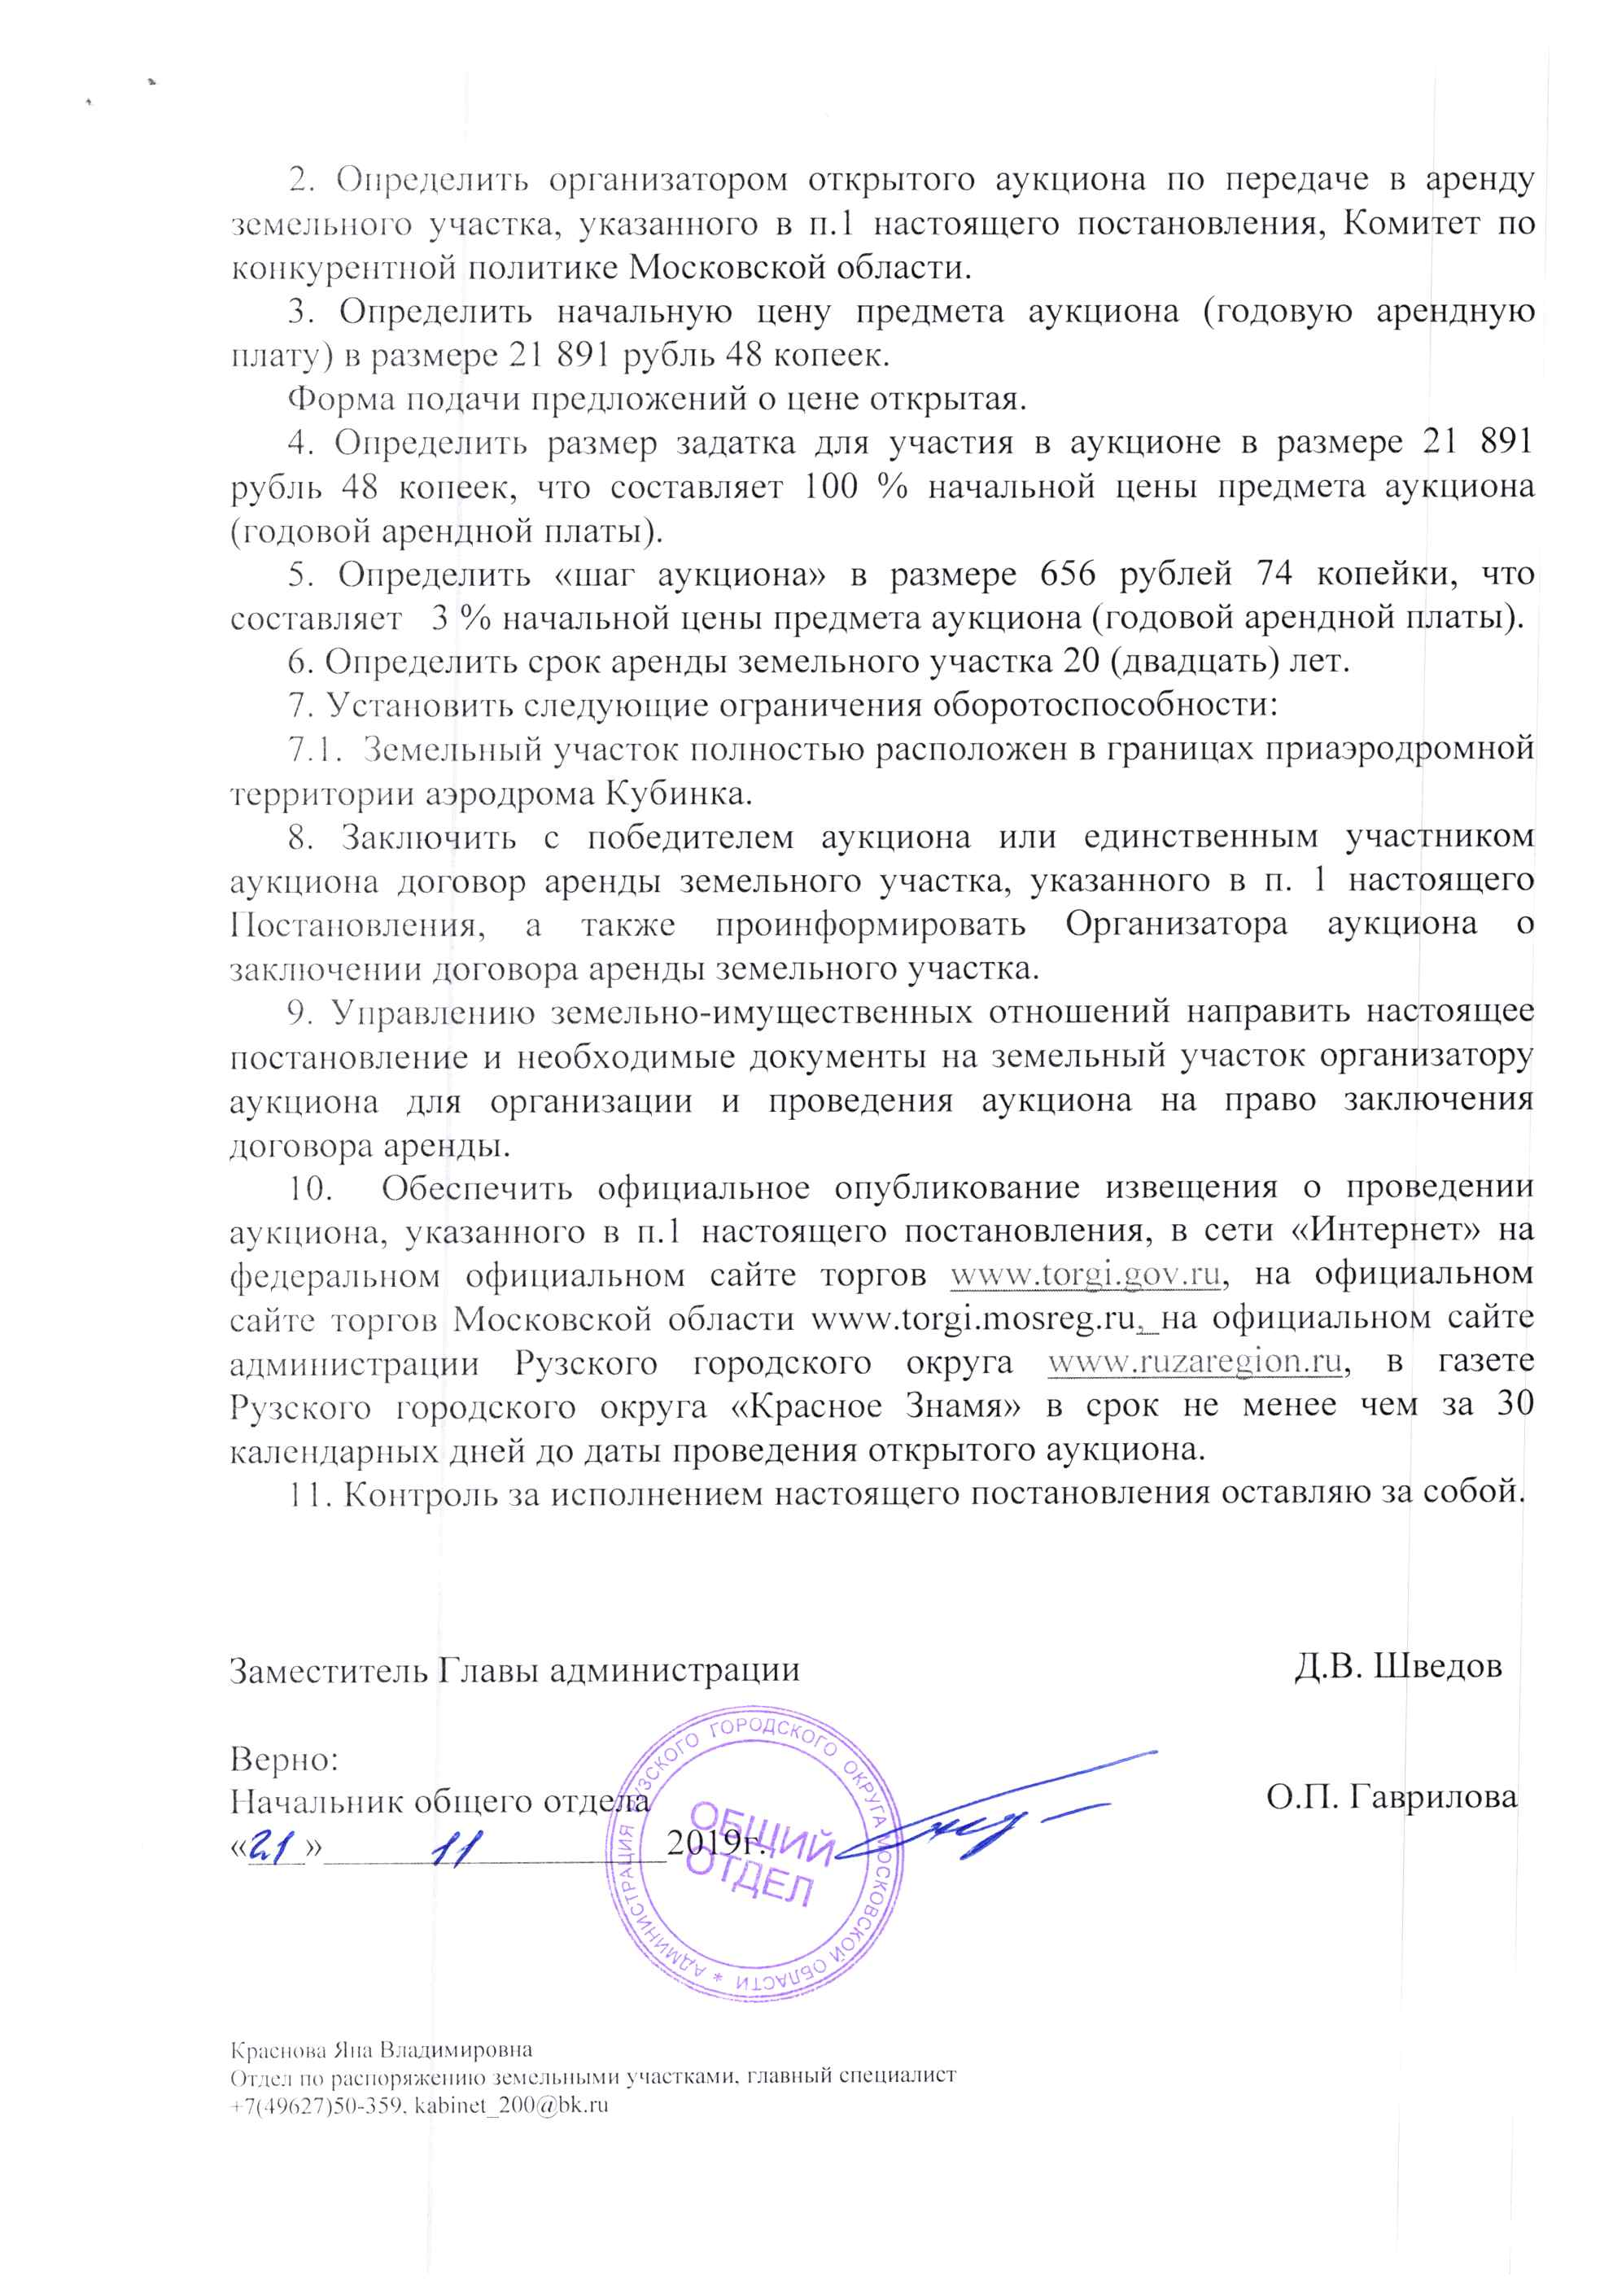 2. Определить организатором открытого аукциона по передаче в аренду
земельного участка, указанного в п.1 настоящего постановления, Комитет по
конкурентной политике Московской области.
3. Определить начальную цену предмета аукциона (годовую арендную
плату) в размере 21 891 рубль 48 копеек.
Форма подачи предложений о цене открытая.
4. Определить размер задатка для участия в аукционе в размере 21 891
рубль 48 копеек, что составляет 100 % начальной цены предмета аукциона
(годовой арендной платы).
5. Определить «шаг аукциона» в размере 656 рублей 74 копейки, что
составляет 3 % начальной цены предмета аукциона (годовой арендной платы).
6. Определить срок аренды земельного участка 20 (двадцать) лет.
7. Установить следующие ограничения оборотоспособности:
7.1. Земельный участок полностью расположен в границах приаэродромной
территории аэродрома Кубинка.
8. Заключить с победителем аукциона или единственным участником
аукциона договор аренды земельного участка, указанного в п. 1 настоящего
Постановления, а также проинформировать Организатора аукциона о
заключении договора аренды земельного участка.
9. Управлению земельно-имущественных отношений направить настоящее
постановление и необходимые документы на земельный участок организатору
аукциона для организации и проведения аукциона на право заключения
договора аренды.
10. Обеспечить официальное опубликование извещения о проведении
аукциона, указанного в п.1 настоящего постановления, в сети «Интернет» на
федеральном официальном сайте торгов www.torgi.gov.ru, на официальном
сайте торгов Московской области www.torgi.mosreg.ru, на официальном сайте
администрации Рузского городского округа www.ruzaregion.ru, в газете
Рузского городского округа «Красное Знамя» в срок не менее чем за 30
календарных дней до даты проведения открытого аукциона.
11. Контроль за исполнением настоящего постановления оставляю за собой.
Заместитель Главы администрации Д.В. Шведов
Верно:
Начальник общего отдела О.П. Гаврилова
«21» 11 2019г.
АДМИНИСТРАЦИЯ РУЗСКОГО ГОРОДСКОГО ОКРУГА МОСКОВСКОЙ ОБЛАСТИ *
ОБЩИЙ
ОТДЕЛ
Краснова Яна Владимировна
Отдел по распоряжению земельными участками, главный специалист
+7(49627)50-359, kabinet_200@bk.ru